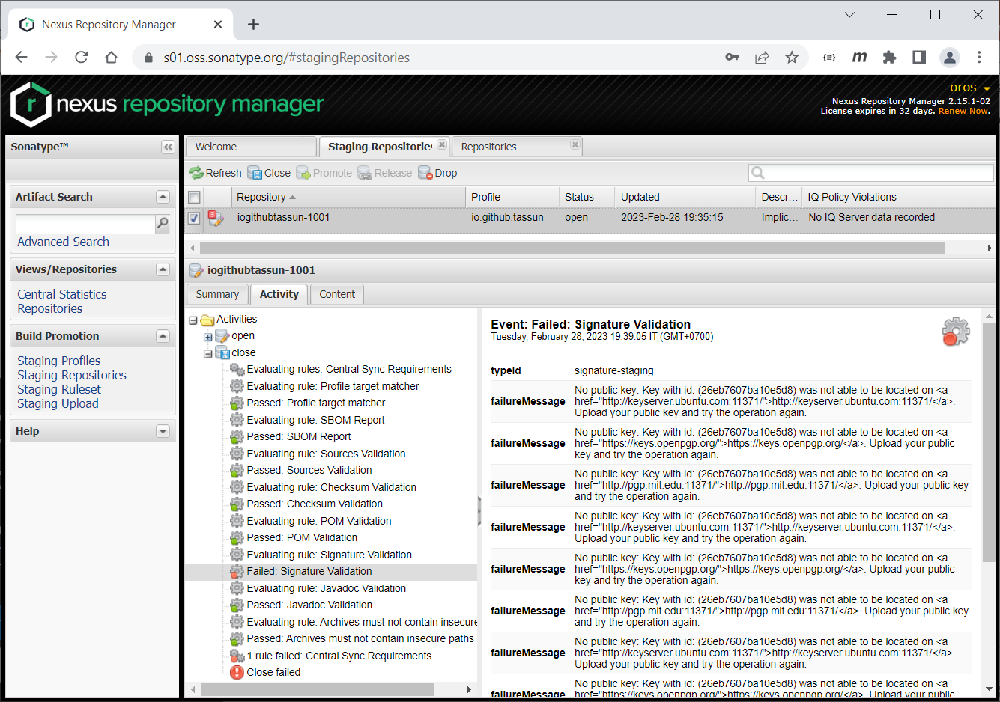 Nexus Repository Manager
s01.oss.sonatype.org/#stagingRepositories
m
r nexus repository manager
oros
Nexus Repository Manager 2.15.1-02
License expires in 32 days. Renew Now.
Sonatype™
Artifact Search
Advanced Search
Views/Repositories
Central Statistics
Repositories
Build Promotion
Staging Profiles
Staging Repositories
Staging Ruleset
Staging Upload
Help
Welcome
Staging Repositories
Repositories
Refresh Close Promote Release Drop
Repository Profile Status Updated Descr... IQ Policy Violations
3 iogithubtassun-1001 io.github.tassun open 2023-Feb-28 19:35:15 Implic... No IQ Server data recorded
iogithubtassun-1001
Summary Activity Content
Activities
open
close
Evaluating rules: Central Sync Requirements
Evaluating rule: Profile target matcher
Passed: Profile target matcher
Evaluating rule: SBOM Report
Passed: SBOM Report
Evaluating rule: Sources Validation
Passed: Sources Validation
Evaluating rule: Checksum Validation
Passed: Checksum Validation
Evaluating rule: POM Validation
Passed: POM Validation
Evaluating rule: Signature Validation
Failed: Signature Validation
Evaluating rule: Javadoc Validation
Passed: Javadoc Validation
Evaluating rule: Archives must not contain insecure
Passed: Archives must not contain insecure paths
1 rule failed: Central Sync Requirements
Close failed
Event: Failed: Signature Validation
Tuesday, February 28, 2023 19:39:05 IT (GMT+0700)
typeId signature-staging
failureMessage No public key: Key with id: (26eb7607ba10e5d8) was not able to be located on <a
href="http://keyserver.ubuntu.com:11371/">http://keyserver.ubuntu.com:11371/</a>.
Upload your public key and try the operation again.
failureMessage No public key: Key with id: (26eb7607ba10e5d8) was not able to be located on <a
href="https://keys.openpgp.org/">https://keys.openpgp.org/</a>. Upload your public
key and try the operation again.
failureMessage No public key: Key with id: (26eb7607ba10e5d8) was not able to be located on <a
href="http://pgp.mit.edu:11371/">http://pgp.mit.edu:11371/</a>. Upload your public key
and try the operation again.
failureMessage No public key: Key with id: (26eb7607ba10e5d8) was not able to be located on <a
href="http://keyserver.ubuntu.com:11371/">http://keyserver.ubuntu.com:11371/</a>.
Upload your public key and try the operation again.
failureMessage No public key: Key with id: (26eb7607ba10e5d8) was not able to be located on <a
href="https://keys.openpgp.org/">https://keys.openpgp.org/</a>. Upload your public
key and try the operation again.
failureMessage No public key: Key with id: (26eb7607ba10e5d8) was not able to be located on <a
href="http://pgp.mit.edu:11371/">http://pgp.mit.edu:11371/</a>. Upload your public key
and try the operation again.
failureMessage No public key: Key with id: (26eb7607ba10e5d8) was not able to be located on <a
href="http://keyserver.ubuntu.com:11371/">http://keyserver.ubuntu.com:11371/</a>.
Upload your public key and try the operation again.
No public key: Key with id: (26eb7607ba10e5d8) was not able to be located on <a
failureMessage href="https://keys.openpgp.org/">https://keys.openpgp.org/</a>. Upload your public